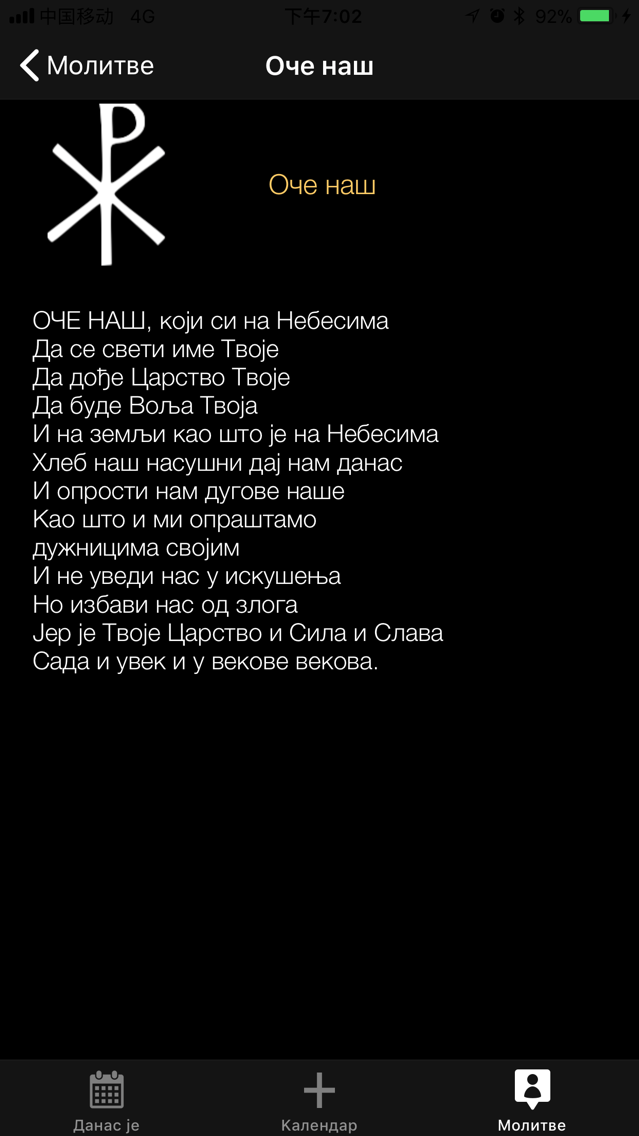 中国移动 4G 下午7:02 92%
Молитве Оче наш
Оче наш
ОЧЕ НАШ, који си на Небесима
Да се свети име Твоје
Да дође Царство Твоје
Да буде Воља Твоја
И на земљи као што је на Небесима
Хлеб наш насушни дај нам данас
И опрости нам дугове наше
Као што и ми опраштамо
дужницима својим
И не уведи нас у искушења
Но избави нас од злога
Јер је Твоје Царство и Сила и Слава
Сада и увек и у векове векова.
Данас је Календар Молитве